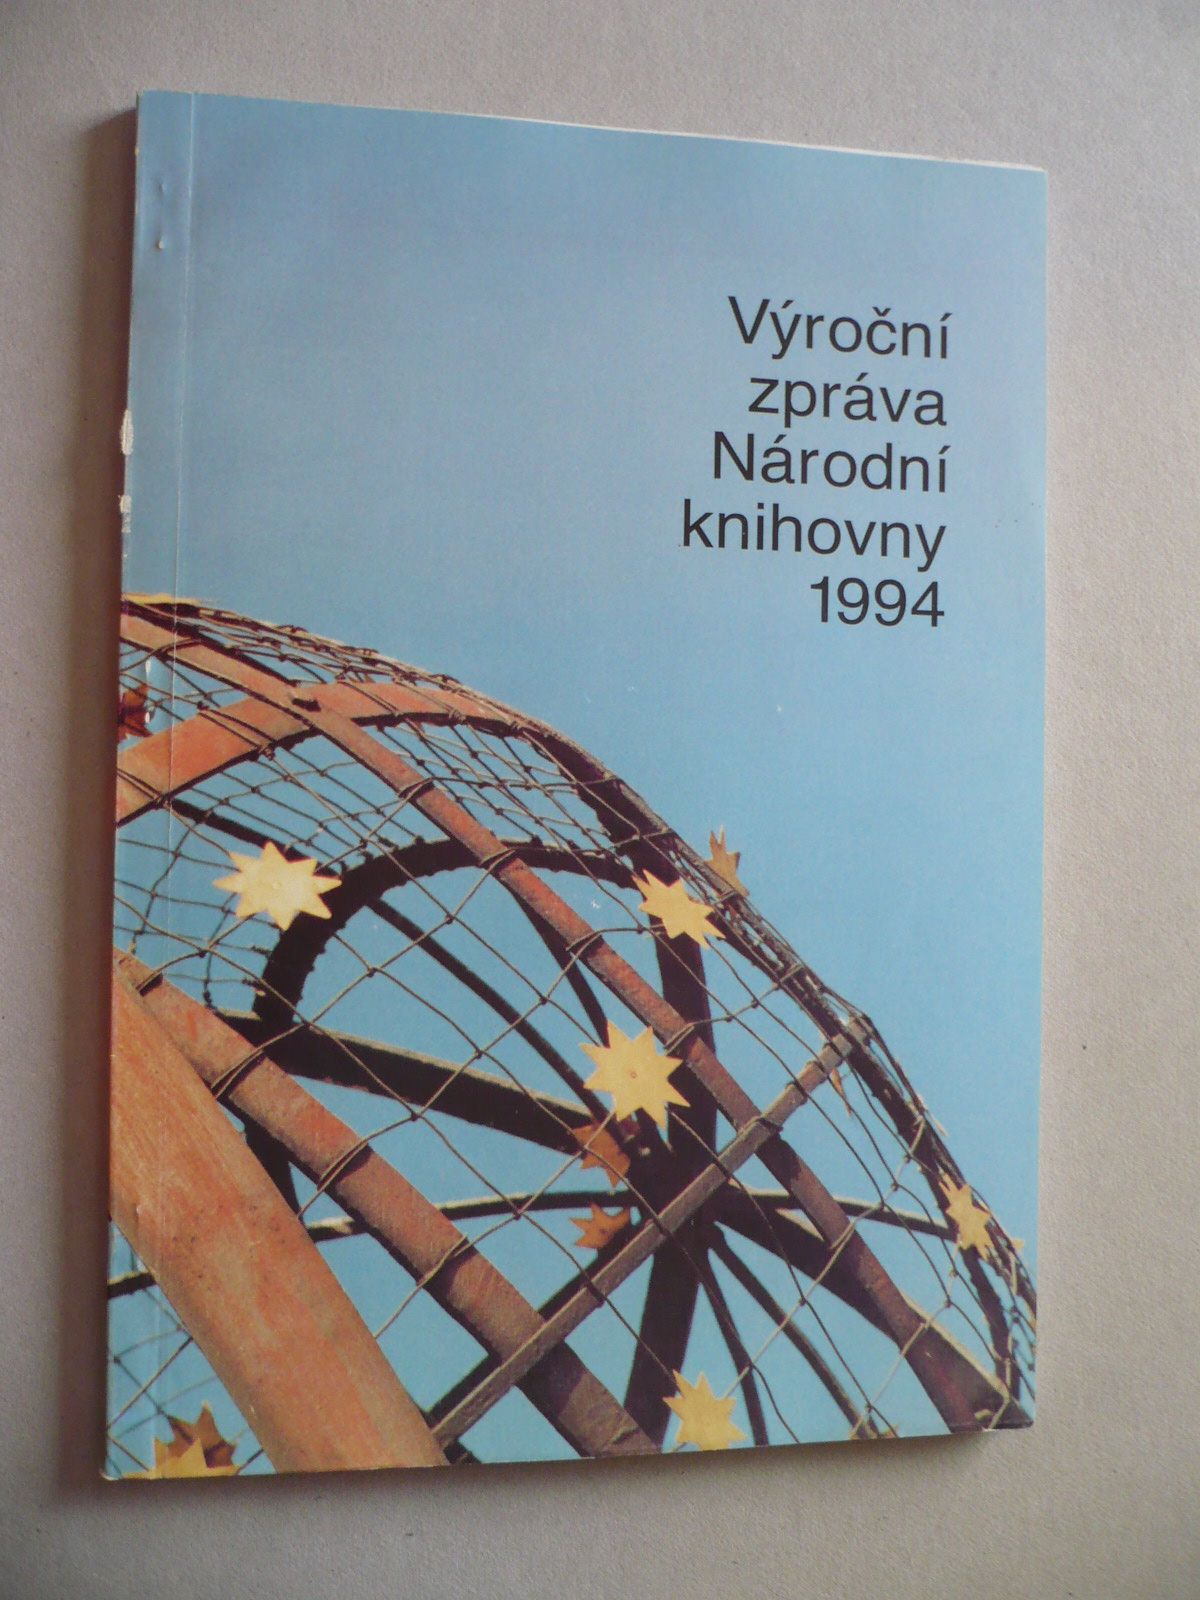 Výroční
zpráva
Národní
knihovny
1994